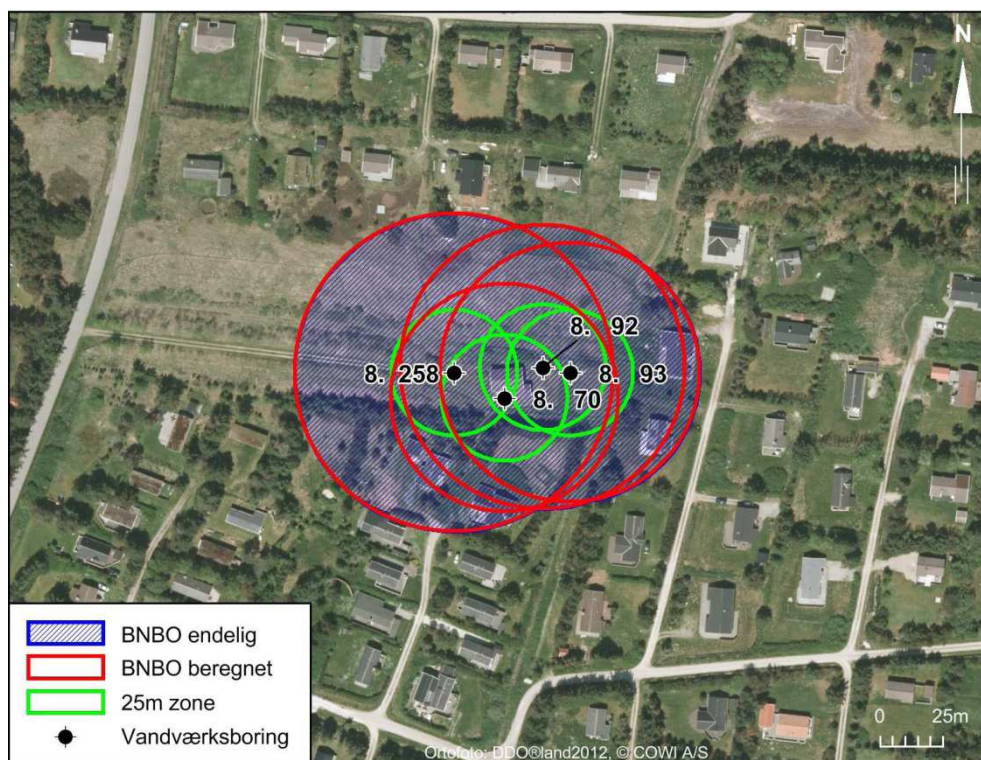 N
8. 92
8. 258
8. 93
8. 70
BNBO endelig
BNBO beregnet
25m zone
Vandværksboring
0 25m
Ortofoto: DDO®land2012, © COWI A/S